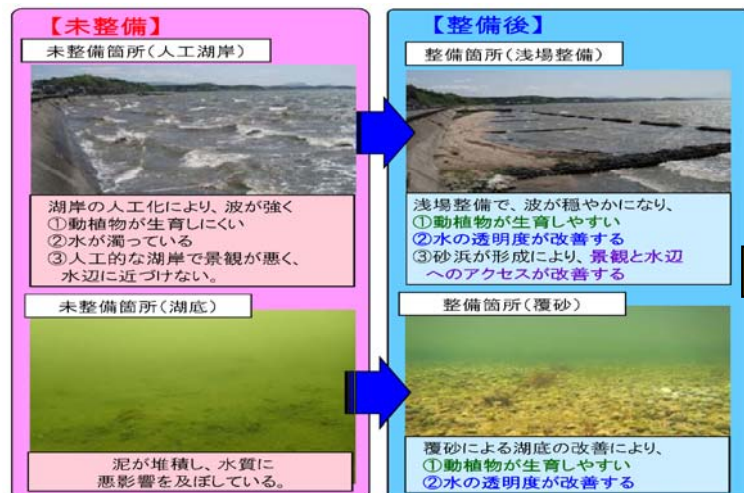 【未整備】
未整備箇所(人工湖岸)
湖岸の人工化により、波が強く
①動植物が生育しにくい
②水が濁っている
③人工的な湖岸で景観が悪く、
水辺に近づけない。
未整備箇所(湖底)
泥が堆積し、水質に
悪影響を及ぼしている。
【整備後】
整備箇所(浅場整備)
浅場整備で、波が穏やかになり、
①動植物が生育しやすい
②水の透明度が改善する
③砂浜が形成により、景観と水辺
へのアクセスが改善する
整備箇所(覆砂)
覆砂による湖底の改善により、
①動植物が生育しやすい
②水の透明度が改善する